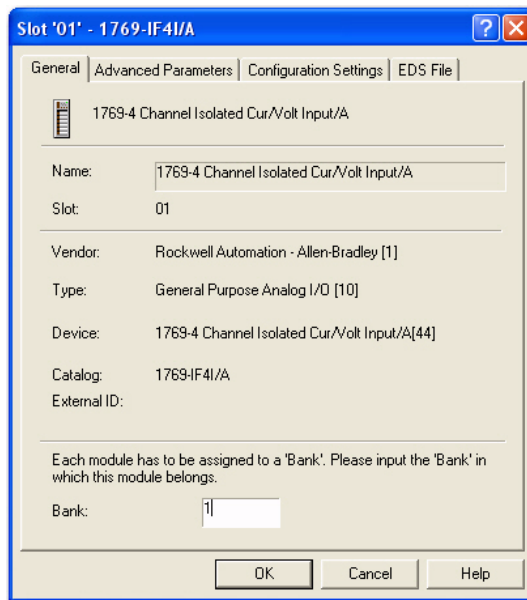 Slot '01' - 1769-IF4I/A
General Advanced Parameters Configuration Settings EDS File
1769-4 Channel Isolated Cur/Volt Input/A
Name: 1769-4 Channel Isolated Cur/Volt Input/A
Slot: 01
Vendor: Rockwell Automation - Allen-Bradley [1]
Type: General Purpose Analog I/O [10]
Device: 1769-4 Channel Isolated Cur/Volt Input/A[44]
Catalog: 1769-IF4I/A
External ID:
Each module has to be assigned to a 'Bank'. Please input the 'Bank' in
which this module belongs.
Bank: 1
OK Cancel Help